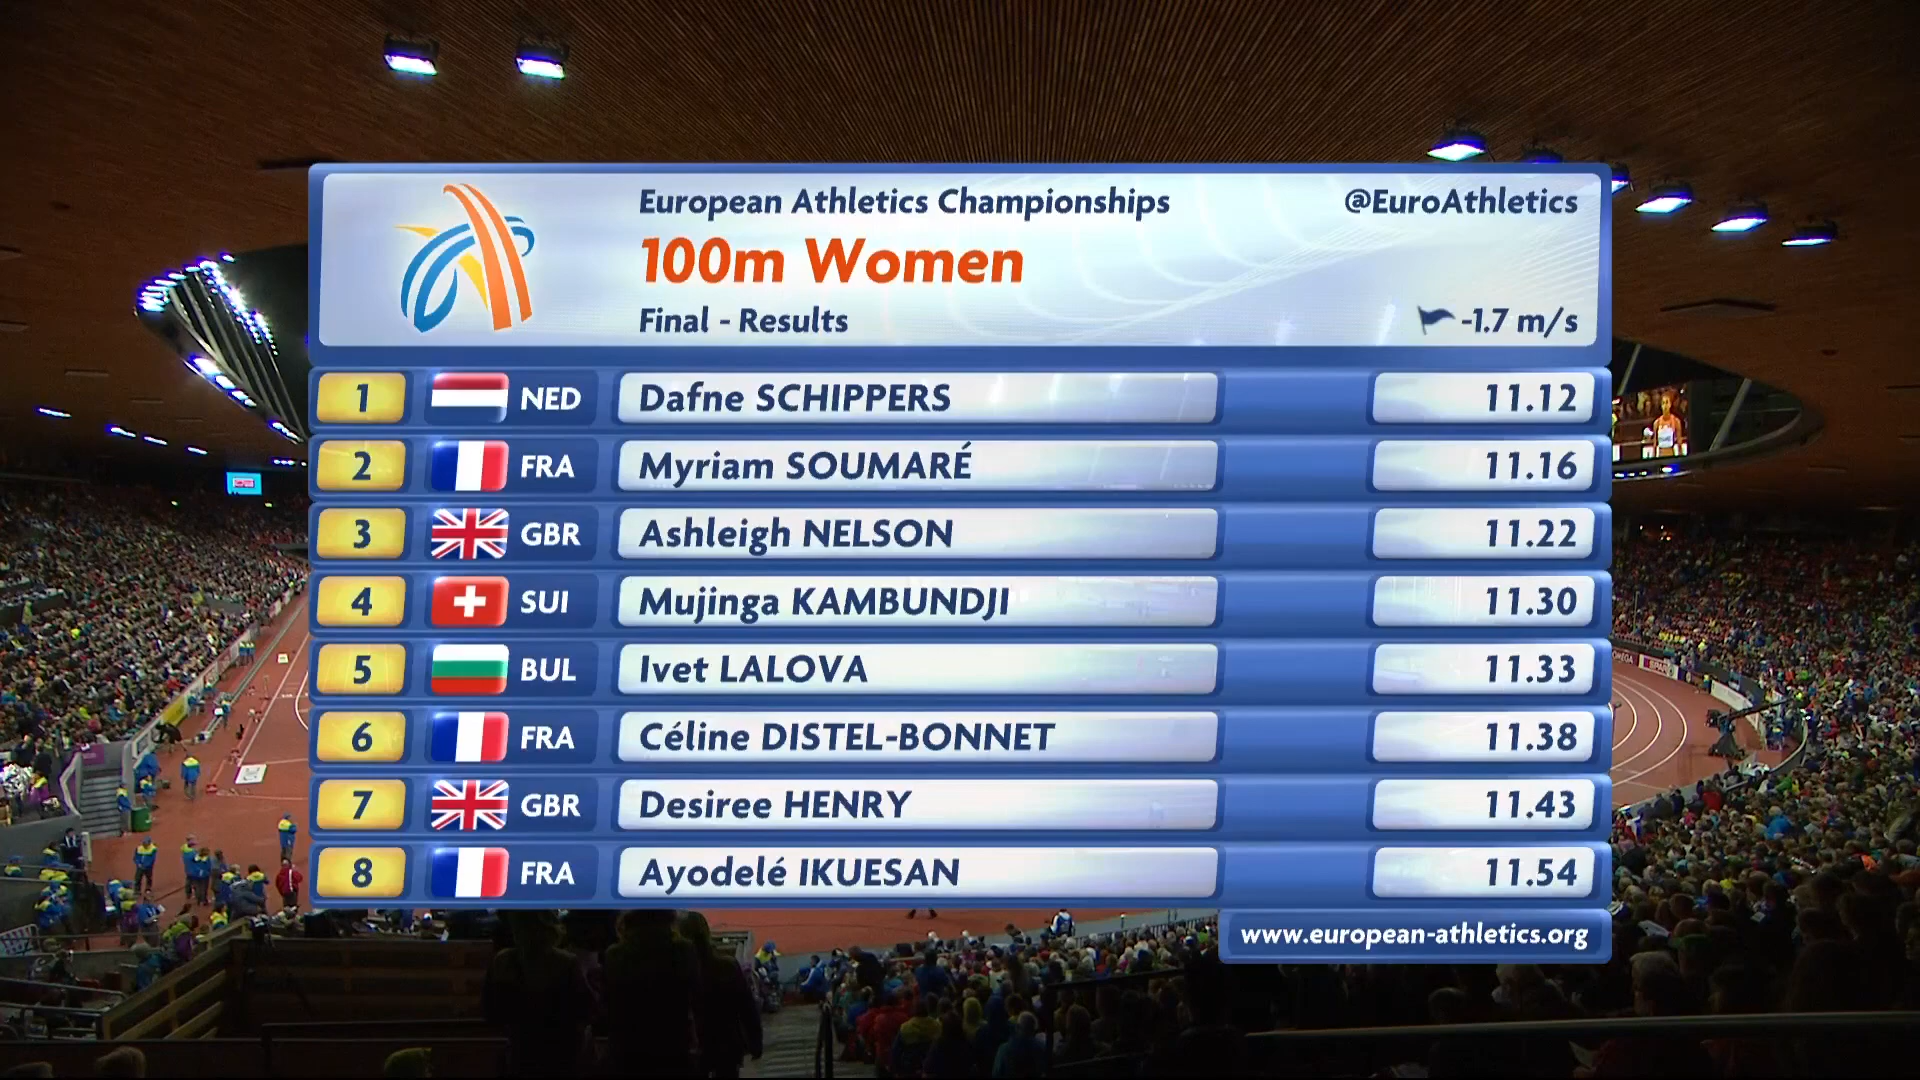 European Athletics Championships @EuroAthletics
100m Women
Final - Results -1.7 m/s
1 NED Dafne SCHIPPERS 11.12
2 FRA Myriam SOUMARÉ 11.16
3 GBR Ashleigh NELSON 11.22
4 SUI Mujinga KAMBUNDJI 11.30
5 BUL Ivet LALOVA 11.33
6 FRA Céline DISTEL-BONNET 11.38
7 GBR Desiree HENRY 11.43
8 FRA Ayodelé IKUESAN 11.54
www.european-athletics.org